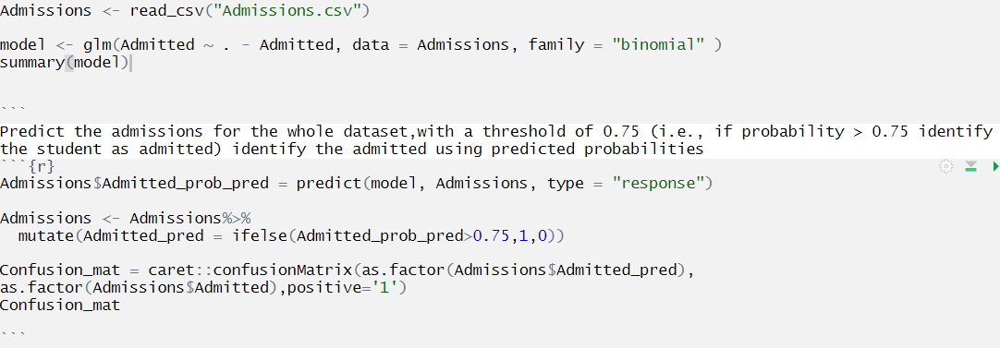 Admissions <- read_csv("Admissions.csv")
model <- glm(Admitted ~ . - Admitted, data = Admissions, family = "binomial" )
summary(model)
```
Predict the admissions for the whole dataset,with a threshold of 0.75 (i.e., if probability > 0.75 identify
the student as admitted) identify the admitted using predicted probabilities
```{r}
Admissions$Admitted_prob_pred = predict(model, Admissions, type = "response")
Admissions <- Admissions%>%
  mutate(Admitted_pred = ifelse(Admitted_prob_pred>0.75,1,0))
Confusion_mat = caret::confusionMatrix(as.factor(Admissions$Admitted_pred),
as.factor(Admissions$Admitted),positive='1')
Confusion_mat
```